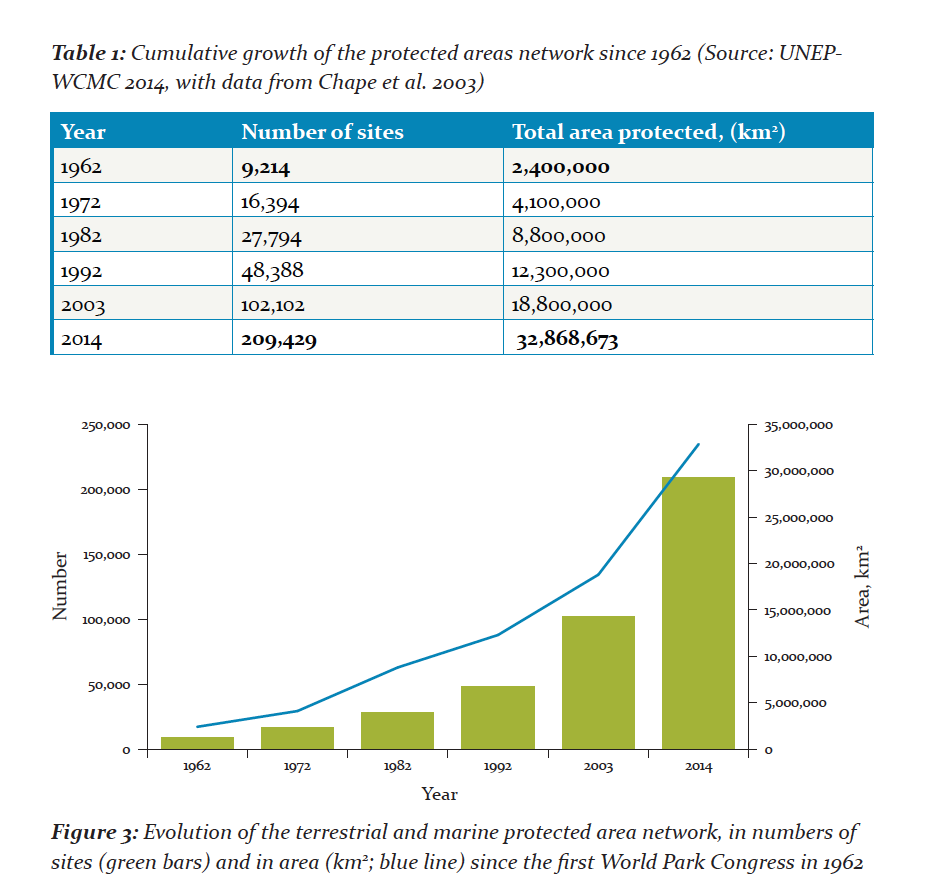 Table 1: Cumulative growth of the protected areas network since 1962 (Source: UNEP-
WCMC 2014, with data from Chape et al. 2003)
Year Number of sites Total area protected, (km²)
1962 9,214 2,400,000
1972 16,394 4,100,000
1982 27,794 8,800,000
1992 48,388 12,300,000
2003 102,102 18,800,000
2014 209,429 32,868,673
250,000
200,000
150,000
100,000
50,000
0
Number
35,000,000
30,000,000
25,000,000
20,000,000
15,000,000
10,000,000
5,000,000
0
Area, km²
1962 1972 1982 1992 2003 2014
Year
Figure 3: Evolution of the terrestrial and marine protected area network, in numbers of
sites (green bars) and in area (km²; blue line) since the first World Park Congress in 1962